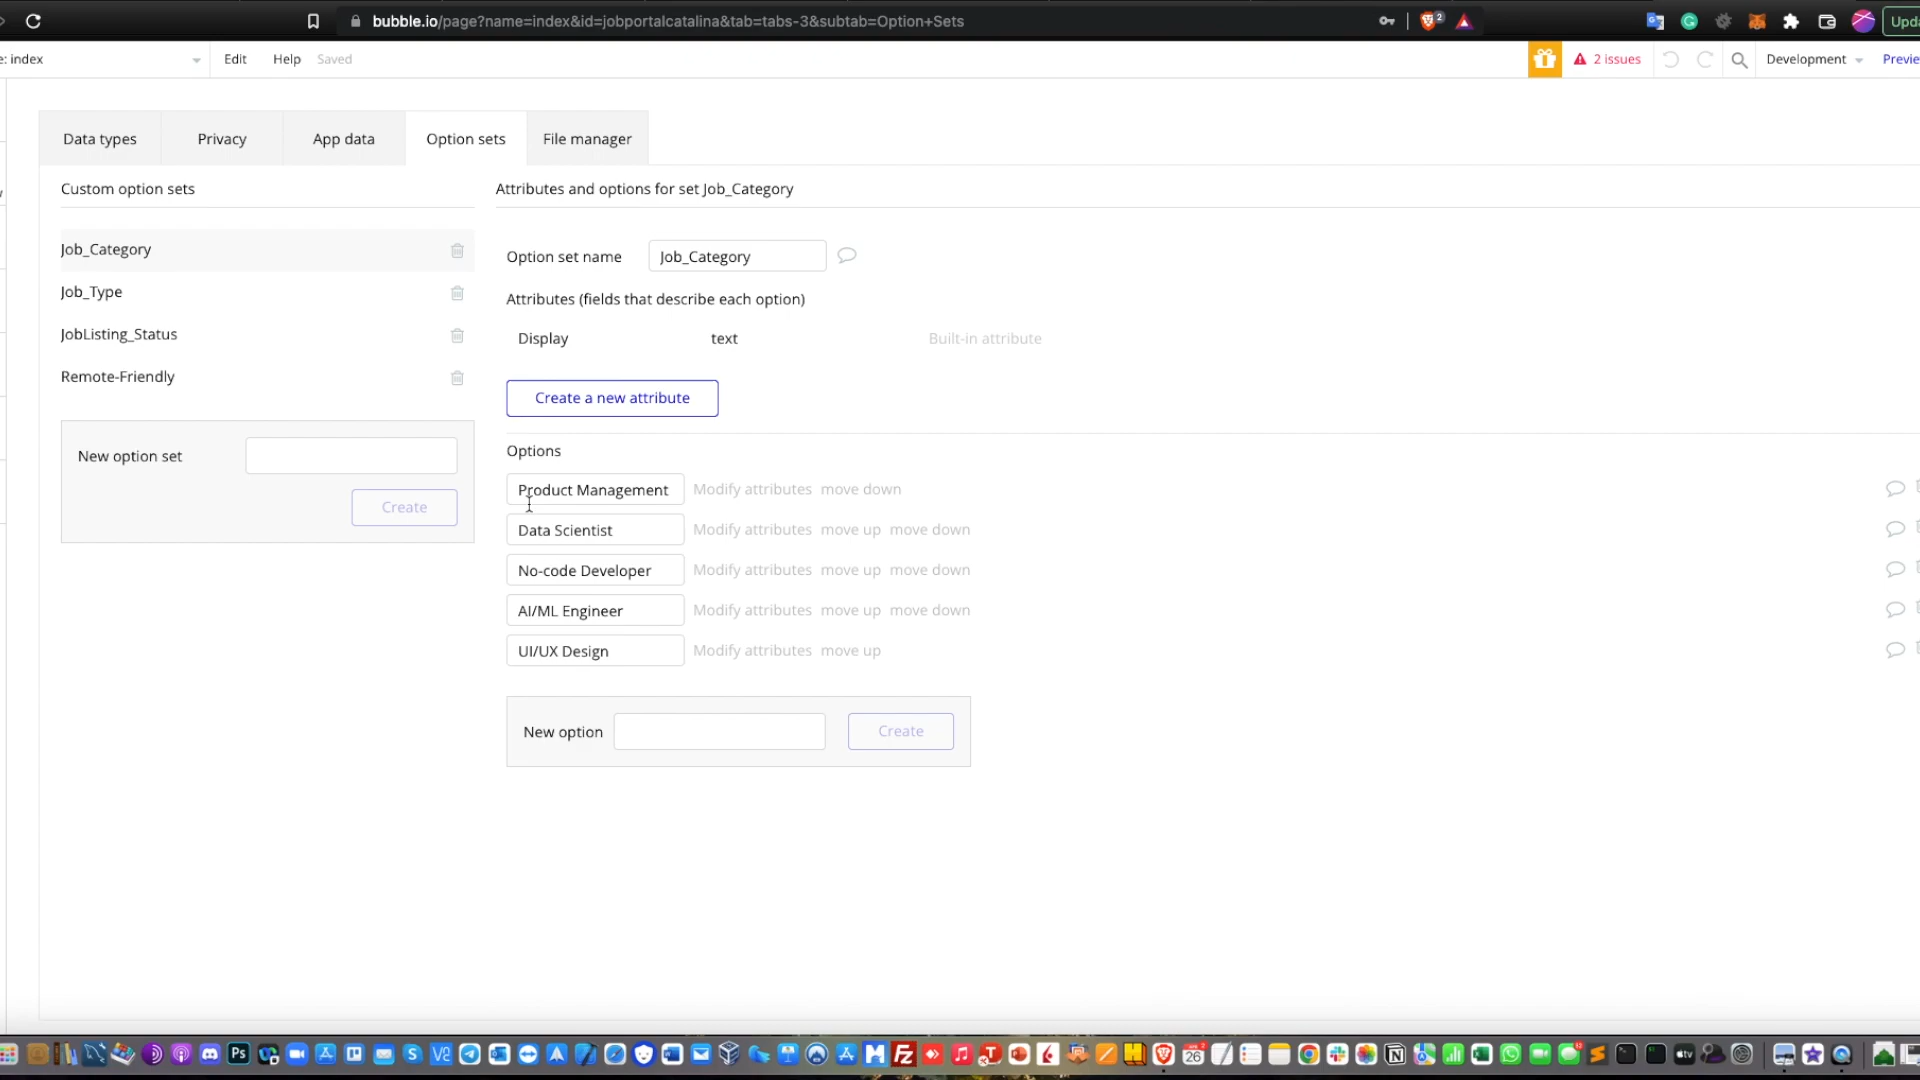 bubble.io/page?name=index&id=jobportalcatalina&tab=tabs-3&subtab=Option+Sets
2
Upda
e: index
Edit
Help
Saved
2 issues
Development
Previe
Data types
Privacy
App data
Option sets
File manager
Custom option sets
Attributes and options for set Job_Category
Job_Category
Job_Type
JobListing_Status
Remote-Friendly
New option set
Create
Option set name
Job_Category
Attributes (fields that describe each option)
Display
text
Built-in attribute
Create a new attribute
Options
Product Management
Modify attributes
move down
Data Scientist
Modify attributes
move up
move down
No-code Developer
Modify attributes
move up
move down
AI/ML Engineer
Modify attributes
move up
move down
UI/UX Design
Modify attributes
move up
New option
Create
Ps
26
tv